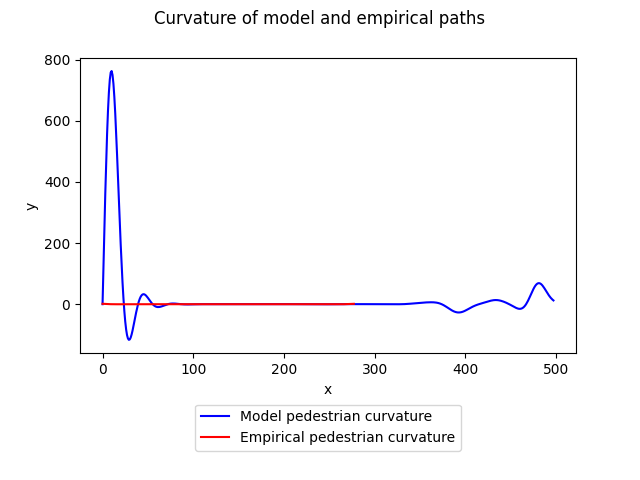 Curvature of model and empirical paths
800
600
400
200
0
y
0 100 200 300 400 500
x
Model pedestrian curvature
Empirical pedestrian curvature